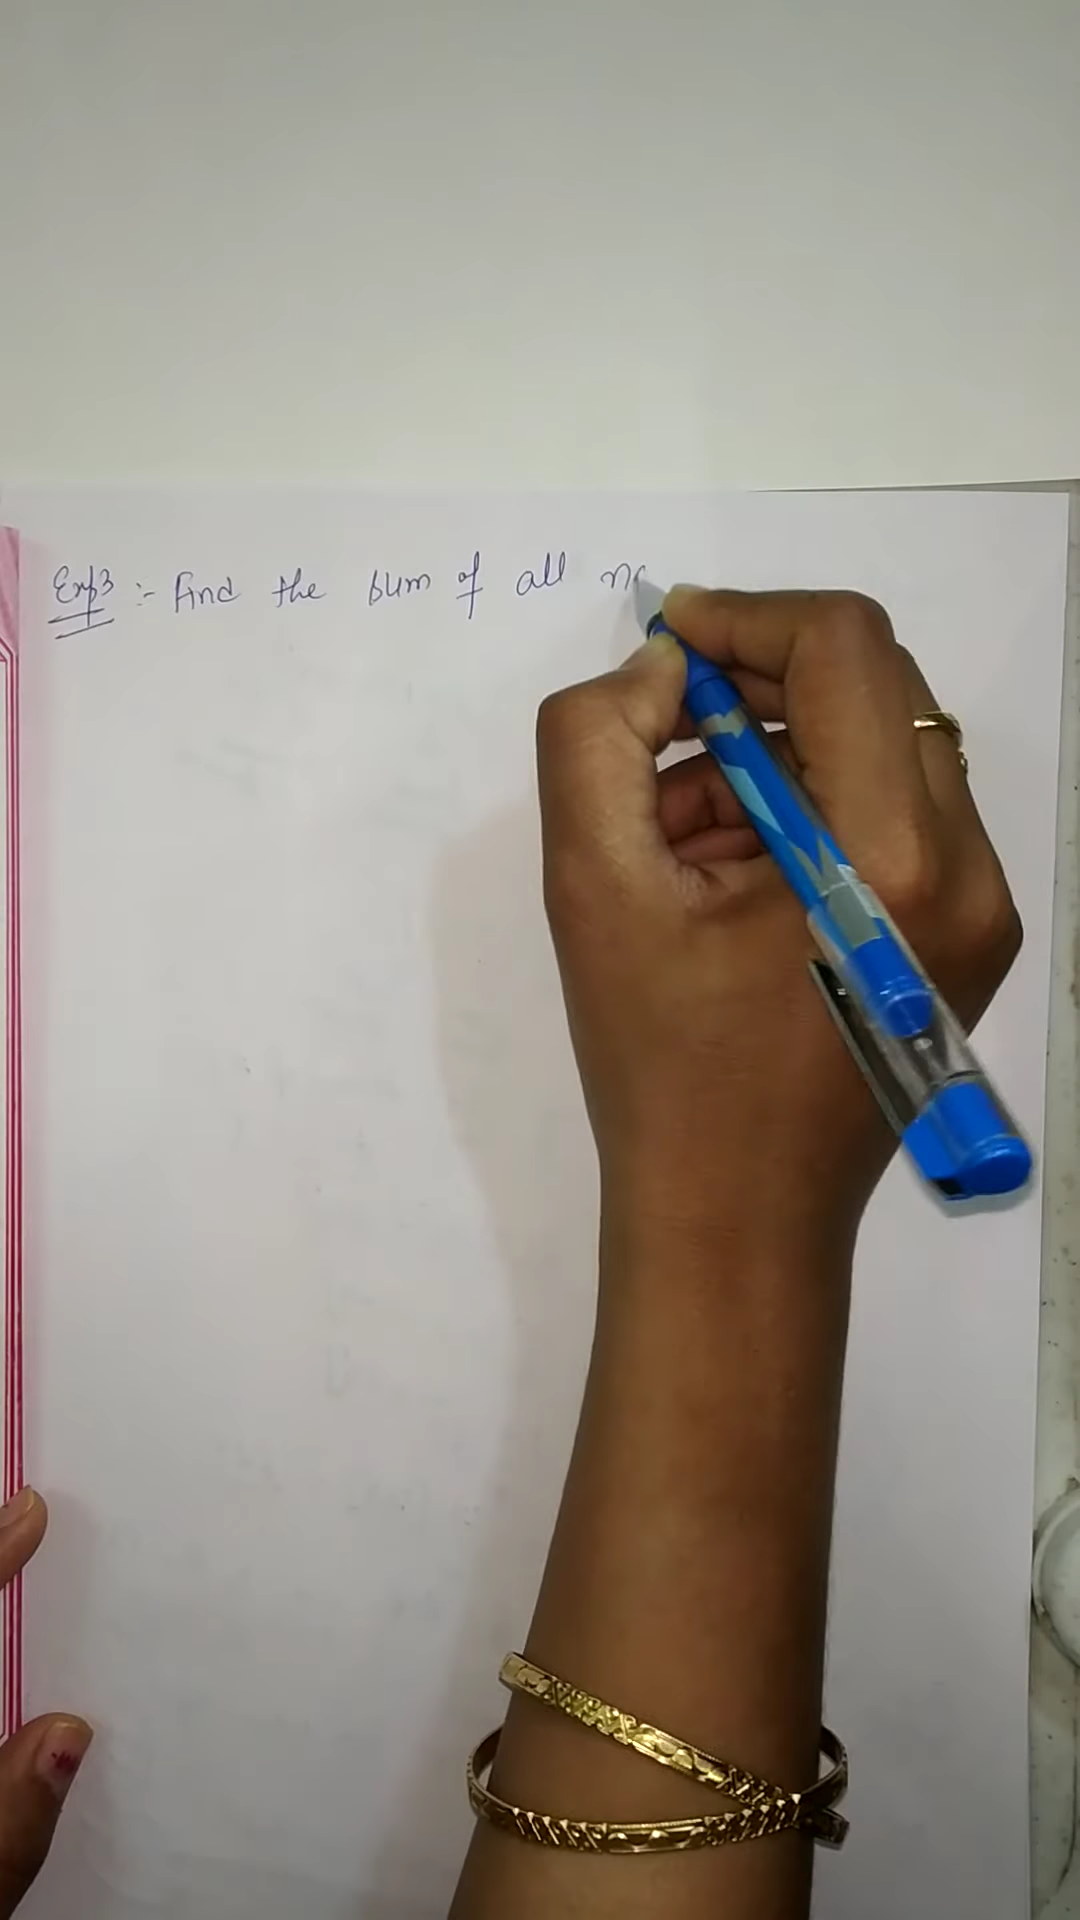 Exp3 :- Find the sum of all